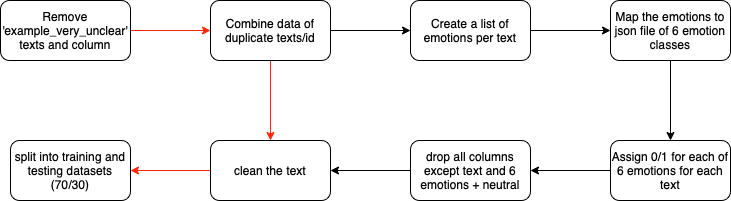 Remove
'example_very_unclear'
texts and column
Combine data of
duplicate texts/id
Create a list of
emotions per text
Map the emotions to
json file of 6 emotion
classes
Assign 0/1 for each of
6 emotions for each
text
drop all columns
except text and 6
emotions + neutral
clean the text
split into training and
testing datasets
(70/30)